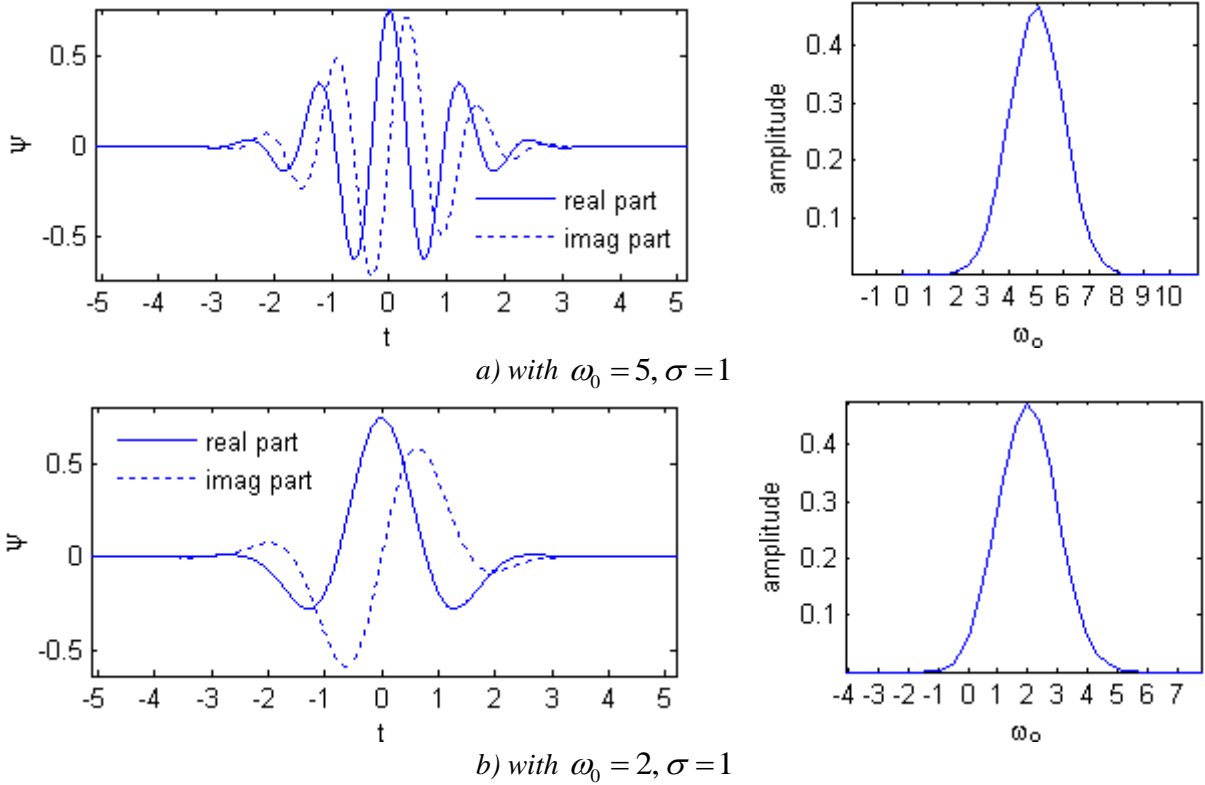 0.5
0
-0.5
Ψ
real part
imag part
-5 -4 -3 -2 -1 0 1 2 3 4 5
t
0.4
0.3
0.2
0.1
amplitude
-1 0 1 2 3 4 5 6 7 8 9 10
ω₀
a) with ω₀ = 5, σ = 1
0.5
0
-0.5
Ψ
real part
imag part
-5 -4 -3 -2 -1 0 1 2 3 4 5
t
0.4
0.3
0.2
0.1
amplitude
-4 -3 -2 -1 0 1 2 3 4 5 6 7
ω₀
b) with ω₀ = 2, σ = 1